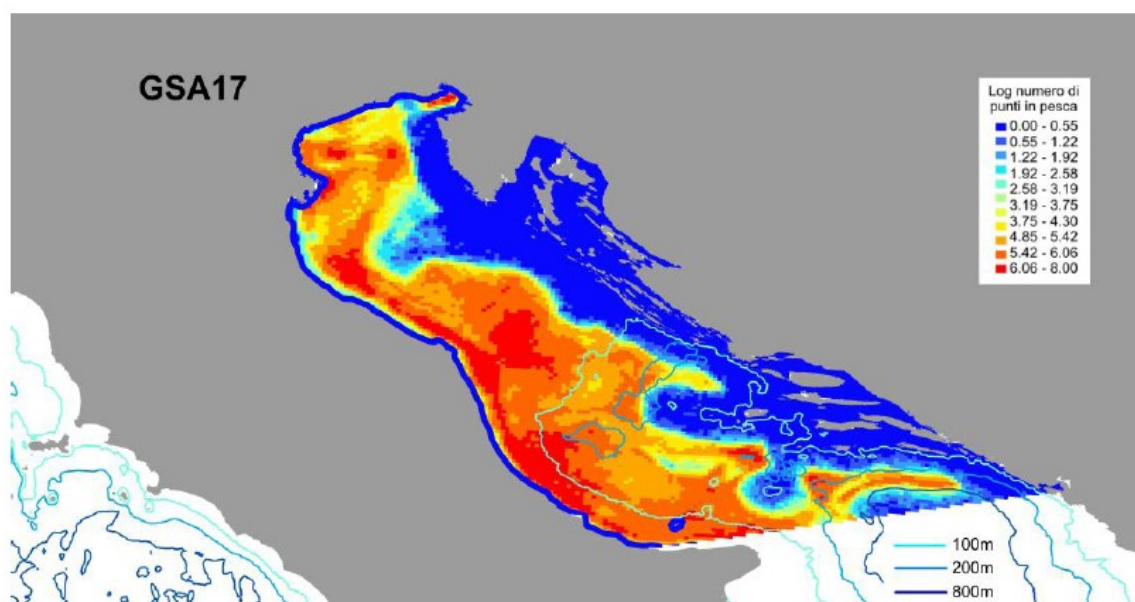 GSA17
Log numero di
punti in pesca
0.00 - 0.55
0.55 - 1.22
1.22 - 1.92
1.92 - 2.58
2.58 - 3.19
3.19 - 3.75
3.75 - 4.30
4.85 - 5.42
5.42 - 6.06
6.06 - 8.00
100m
200m
800m